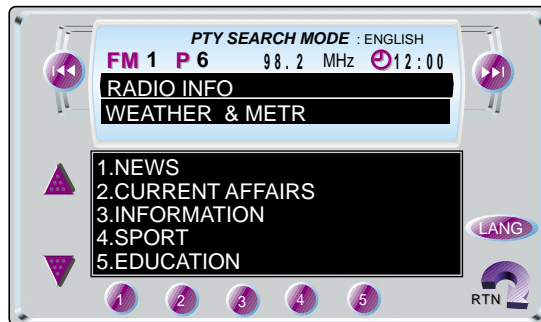 PTY SEARCH MODE : ENGLISH
FM 1 P 6 98.2 MHz 12:00
RADIO INFO
WEATHER & METR
1.NEWS
2.CURRENT AFFAIRS
3.INFORMATION
4.SPORT
5.EDUCATION
LANG
1 2 3 4 5
RTN